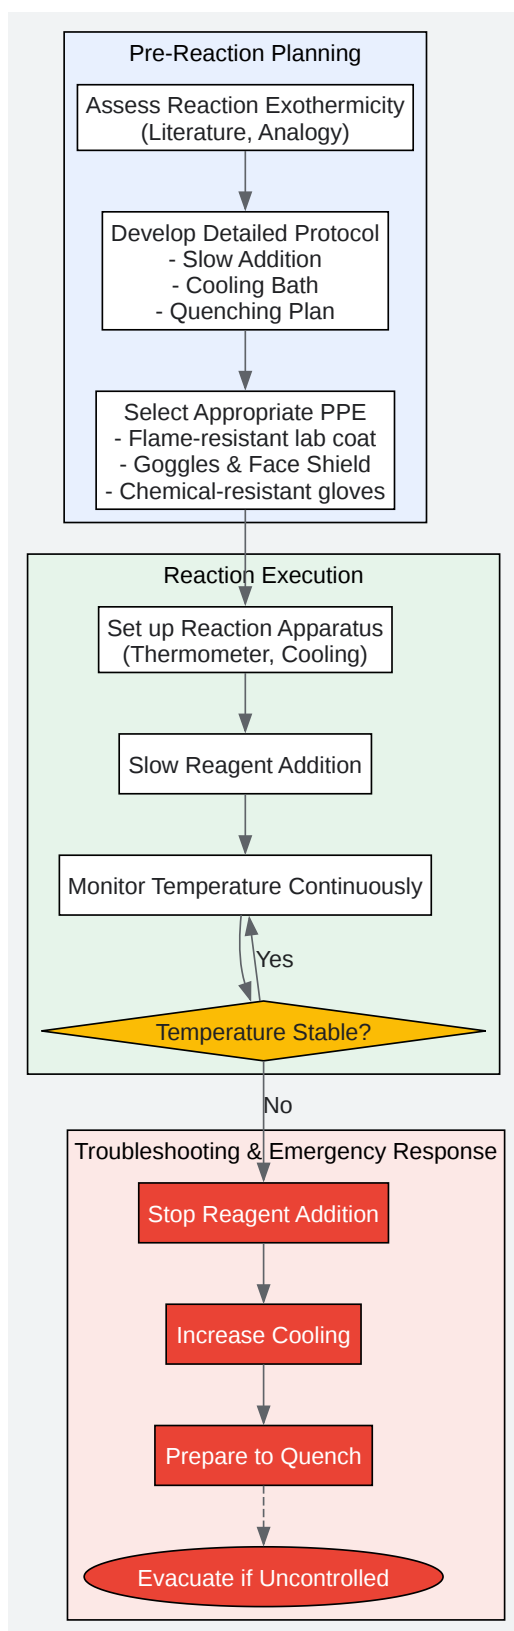 Pre-Reaction Planning
Assess Reaction Exothermicity
(Literature, Analogy)
Develop Detailed Protocol
- Slow Addition
- Cooling Bath
- Quenching Plan
Select Appropriate PPE
- Flame-resistant lab coat
- Goggles & Face Shield
- Chemical-resistant gloves
Reaction Execution
Set up Reaction Apparatus
(Thermometer, Cooling)
Slow Reagent Addition
Monitor Temperature Continuously
Yes
Temperature Stable?
No
Troubleshooting & Emergency Response
Stop Reagent Addition
Increase Cooling
Prepare to Quench
Evacuate if Uncontrolled